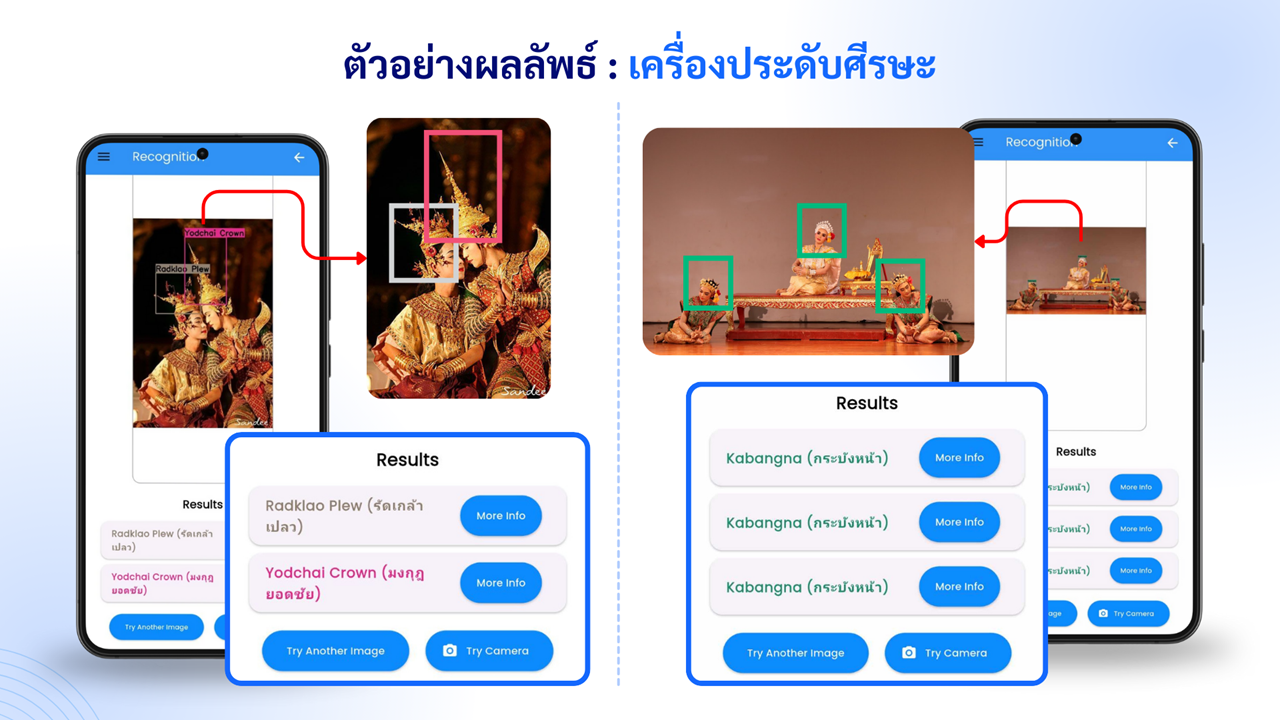 ตัวอย่างผลลัพธ์ : เครื่องประดับศีรษะ
Recognition
Yodchai Crown
Radklao Plew
Sandee
Results
Radklao Plew (รัดเกล้า
เปลว)
Yodchai Crown (มงกุฎ
ยอดชัย)
Try Another Image
Sandee
Results
Radklao Plew (รัดเกล้า
เปลว)
More Info
Yodchai Crown (มงกุฎ
ยอดชัย)
More Info
Try Another Image
Try Camera
Recognition
Results
ระบังหน้า)
More Info
ระบังหน้า)
More Info
ระบังหน้า)
More Info
age
Try Camera
Results
Kabangna (กระบังหน้า)
More Info
Kabangna (กระบังหน้า)
More Info
Kabangna (กระบังหน้า)
More Info
Try Another Image
Try Camera